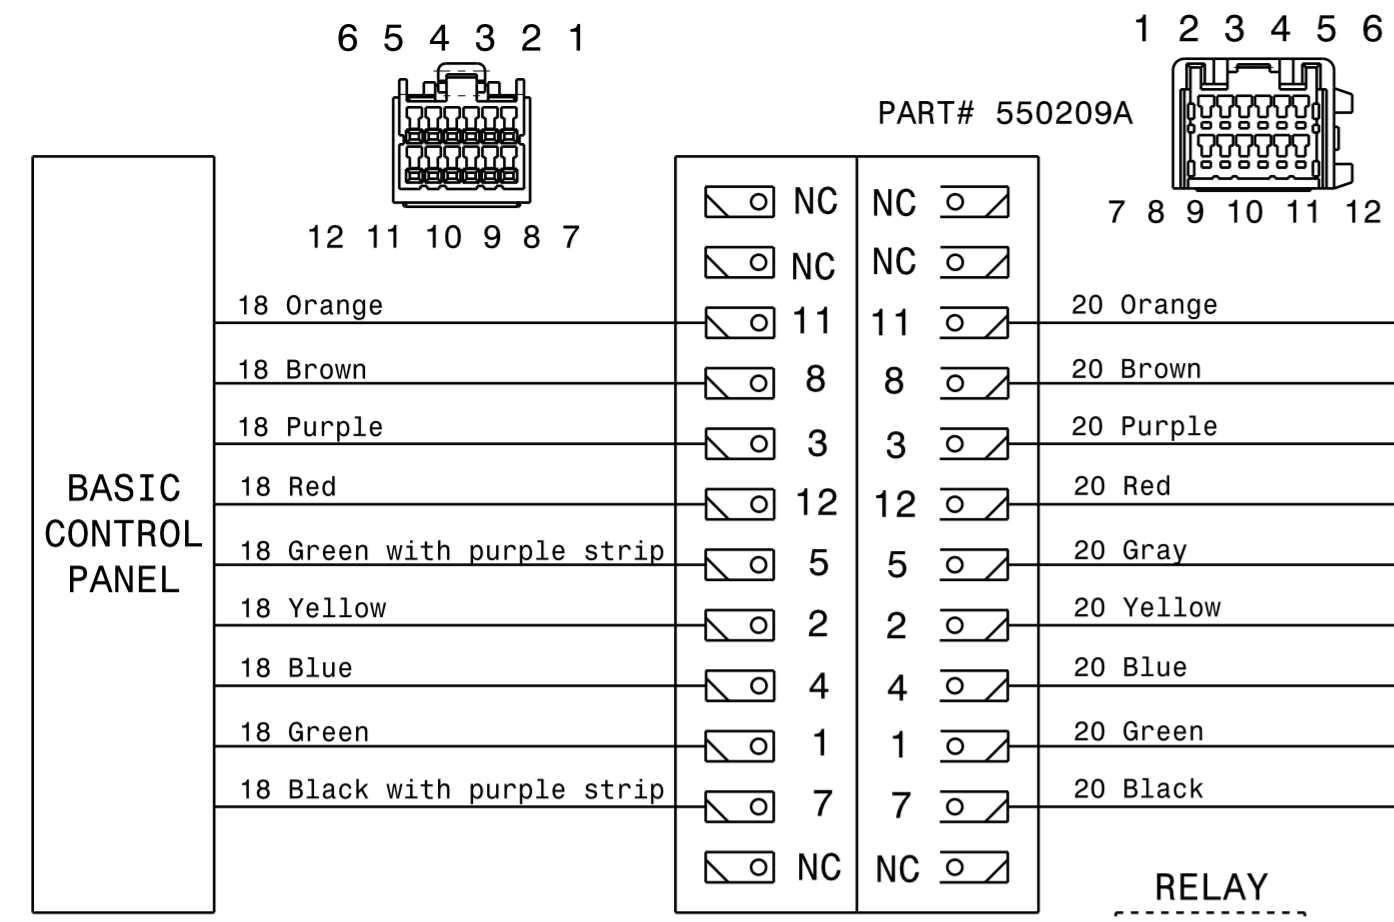 6 5 4 3 2 1
1 2 3 4 5 6
PART# 550209A
12 11 10 9 8 7
7 8 9 10 11 12
BASIC
CONTROL
PANEL
NC NC
NC NC
18 Orange 11 11 20 Orange
18 Brown 8 8 20 Brown
18 Purple 3 3 20 Purple
18 Red 12 12 20 Red
18 Green with purple strip 5 5 20 Gray
18 Yellow 2 2 20 Yellow
18 Blue 4 4 20 Blue
18 Green 1 1 20 Green
18 Black with purple strip 7 7 20 Black
NC NC
RELAY